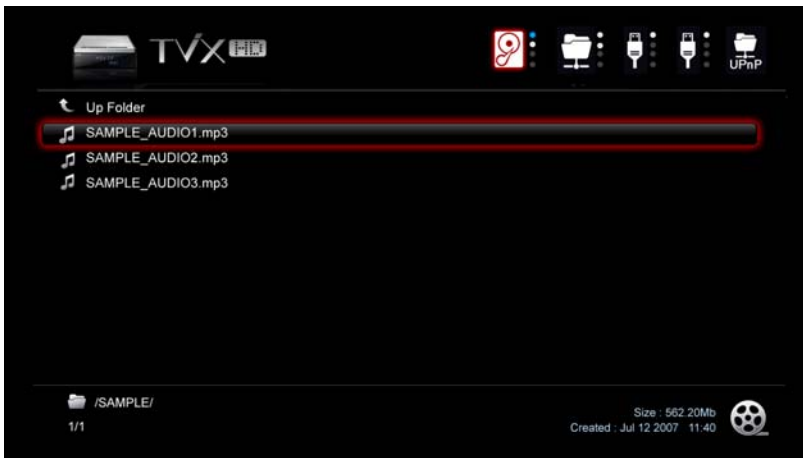 TViX HD
UPnP
Up Folder
SAMPLE_AUDIO1.mp3
SAMPLE_AUDIO2.mp3
SAMPLE_AUDIO3.mp3
/SAMPLE/
1/1
Size : 562.20Mb
Created : Jul 12 2007 11:40